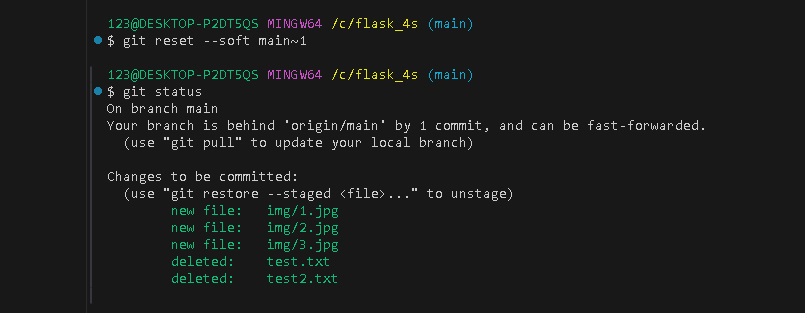 123@DESKTOP-P2DT5QS MINGW64 /c/flask_4s (main)
$ git reset --soft main~1
123@DESKTOP-P2DT5QS MINGW64 /c/flask_4s (main)
$ git status
On branch main
Your branch is behind 'origin/main' by 1 commit, and can be fast-forwarded.
(use "git pull" to update your local branch)
Changes to be committed:
(use "git restore --staged <file>..." to unstage)
new file: img/1.jpg
new file: img/2.jpg
new file: img/3.jpg
deleted: test.txt
deleted: test2.txt